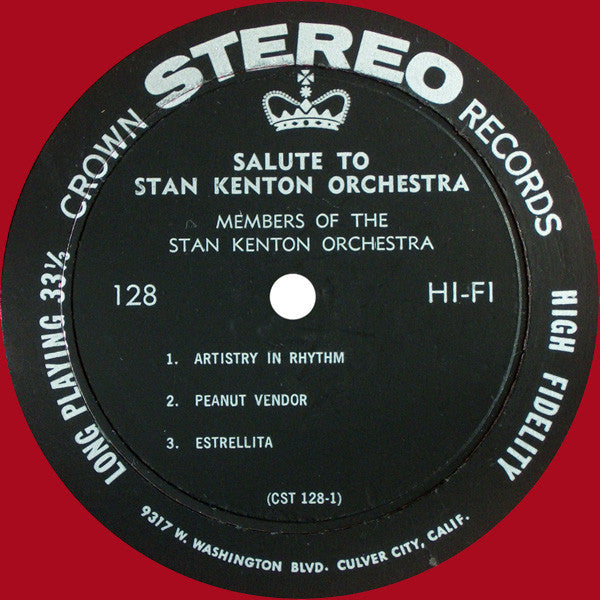 CROWN STEREO RECORDS
SALUTE TO
STAN KENTON ORCHESTRA
MEMBERS OF THE
STAN KENTON ORCHESTRA
128
HI-FI
1. ARTISTRY IN RHYTHM
2. PEANUT VENDOR
3. ESTRELLITA
(CST 128-1)
LONG PLAYING 33⅓
HIGH FIDELITY
9317 W. WASHINGTON BLVD. CULVER CITY, CALIF.